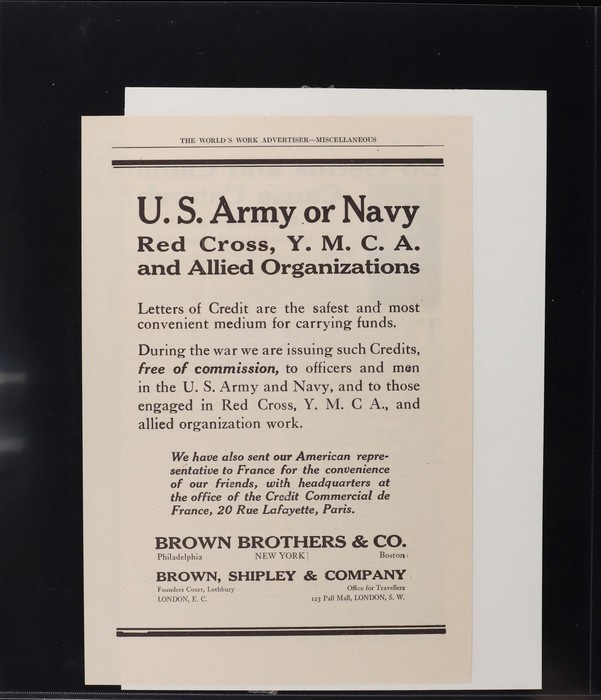 THE WORLD'S WORK ADVERTISER—MISCELLANEOUS
U. S. Army or Navy
Red Cross, Y. M. C. A.
and Allied Organizations
Letters of Credit are the safest and most
convenient medium for carrying funds.
During the war we are issuing such Credits,
free of commission, to officers and men
in the U. S. Army and Navy, and to those
engaged in Red Cross, Y. M. C A., and
allied organization work.
We have also sent our American repre-
sentative to France for the convenience
of our friends, with headquarters at
the office of the Credit Commercial de
France, 20 Rue Lafayette, Paris.
BROWN BROTHERS & CO.
Philadelphia NEW YORK Boston
BROWN, SHIPLEY & COMPANY
Founders Court, Lothbury Office for Travellers
LONDON, E. C. 123 Pall Mall, LONDON, S. W.